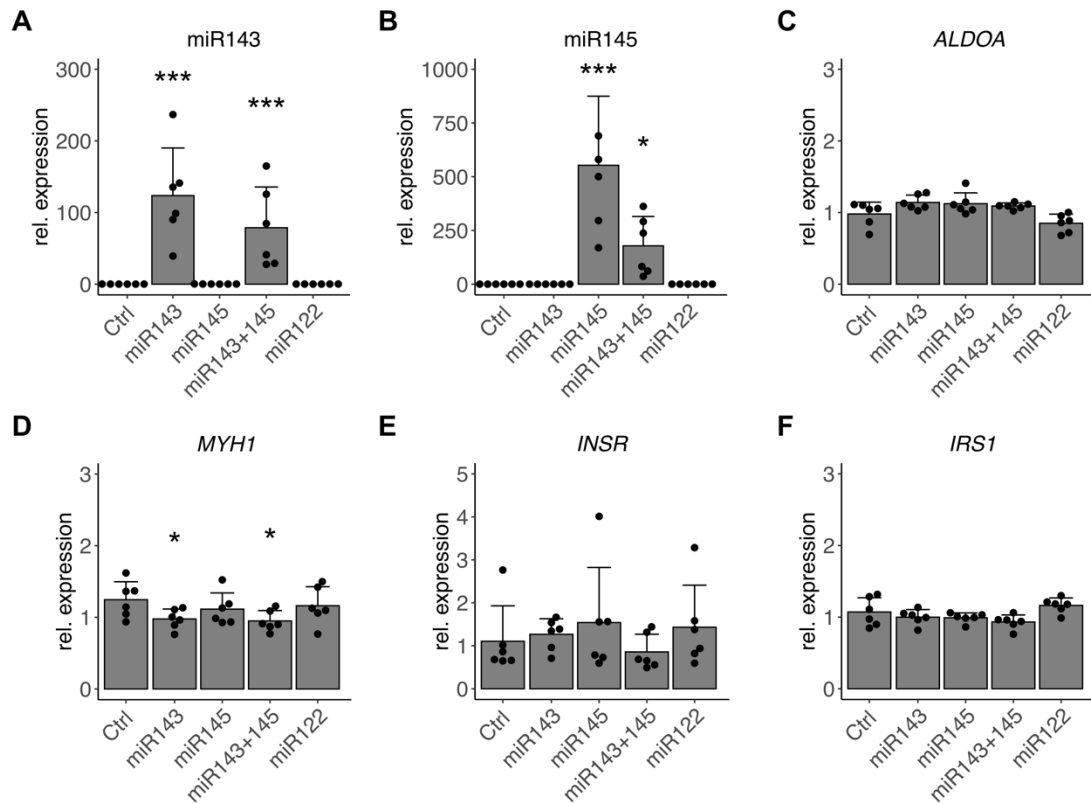 A
miR143
rel. expression
300
200
100
0
***
***
Ctrl
miR143
miR145
miR143+145
miR122
B
miR145
rel. expression
1000
750
500
250
0
***
*
Ctrl
miR143
miR145
miR143+145
miR122
C
ALDOA
rel. expression
3
2
1
0
Ctrl
miR143
miR145
miR143+145
miR122
D
MYH1
rel. expression
3
2
1
0
*
*
Ctrl
miR143
miR145
miR143+145
miR122
E
INSR
rel. expression
5
4
3
2
1
0
Ctrl
miR143
miR145
miR143+145
miR122
F
IRS1
rel. expression
3
2
1
0
Ctrl
miR143
miR145
miR143+145
miR122